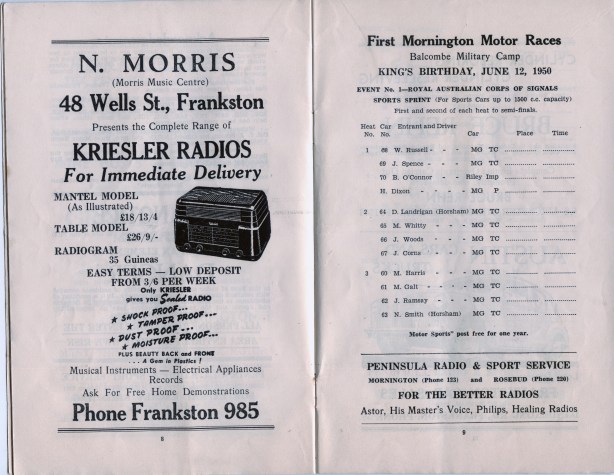 N. MORRIS
(Morris Music Centre)
48 Wells St., Frankston
Presents the Complete Range of
KRIESLER RADIOS
For Immediate Delivery
MANTEL MODEL
(As Illustrated)
£18/13/4
TABLE MODEL
£26/9/-
RADIOGRAM
35 Guineas
EASY TERMS — LOW DEPOSIT
FROM 3/6 PER WEEK
Only KRIESLER
gives you Sealed RADIO
★ SHOCK PROOF...
★ TAMPER PROOF...
★ DUST PROOF...
★ MOISTURE PROOF...
PLUS BEAUTY BACK and FRONT
... A Gem in Plastics!
Musical Instruments — Electrical Appliances
Records
Ask For Free Home Demonstrations
Phone Frankston 985
8
First Mornington Motor Races
Balcombe Military Camp
KING'S BIRTHDAY, JUNE 12, 1950
EVENT No. 1—ROYAL AUSTRALIAN CORPS OF SIGNALS
SPORTS SPRINT (For Sports Cars up to 1500 c.c. capacity)
First and second of each heat to semi-finals.
Heat No. Car No. Entrant and Driver Car Place Time
1 68 W. Russell - - - MG TC
69 J. Spence - - - MG TC
70 B. O'Connor - - Riley Imp
H. Dixon - - - - MG P
2 64 D. Landrigan (Horsham) MG TC
65 M. Whitty - - - MG TC
66 J. Woods - - - MG TC
67 J. Corns - - - MG TC
3 60 M. Harris - - - MG TC
61 M. Galt - - - - MG TC
62 J. Ramsay - - - MG TC
63 N. Smith (Horsham) MG TC
Motor Sports" post free for one year.
PENINSULA RADIO & SPORT SERVICE
MORNINGTON (Phone 123) and ROSEBUD (Phone 220)
FOR THE BETTER RADIOS
Astor, His Master's Voice, Philips, Healing Radios
9